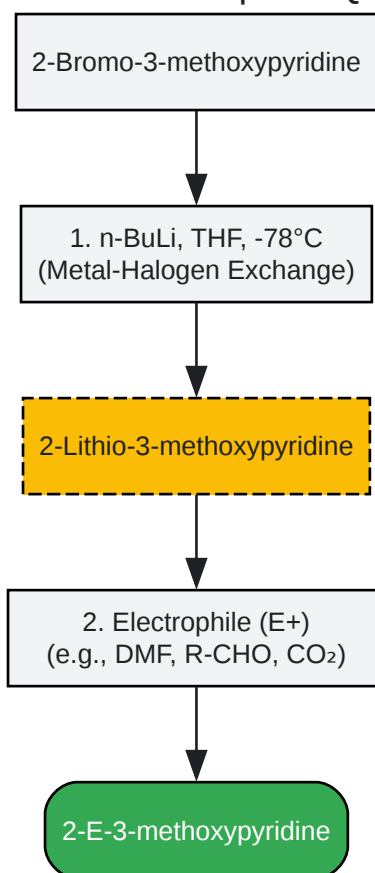 2-Bromo-3-methoxypyridine
1. n-BuLi, THF, -78°C
(Metal-Halogen Exchange)
2-Lithio-3-methoxypyridine
2. Electrophile (E+)
(e.g., DMF, R-CHO, CO₂)
2-E-3-methoxypyridine